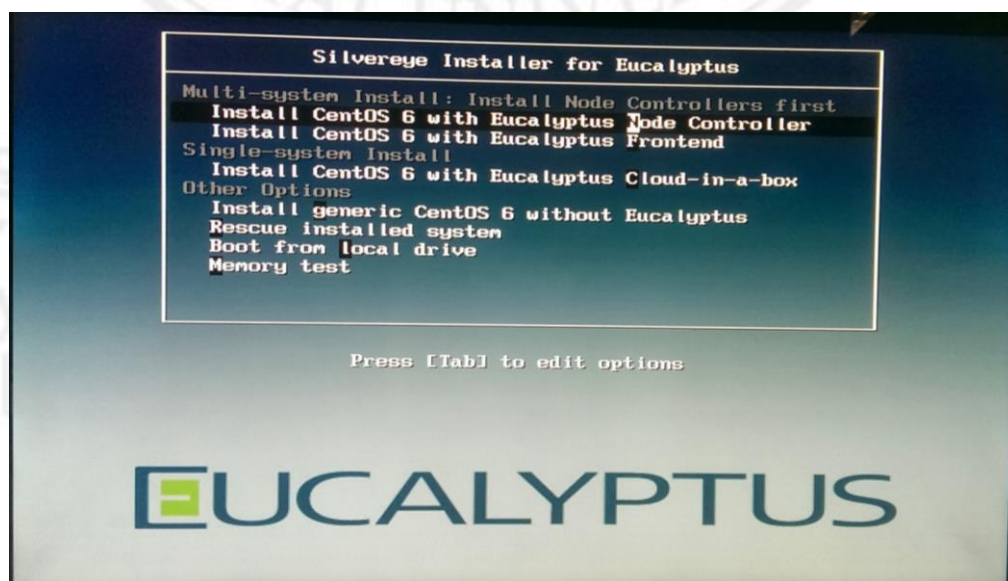 Silvereye Installer for Eucalyptus
Multi-system Install: Install Node Controllers first
Install CentOS 6 with Eucalyptus Node Controller
Install CentOS 6 with Eucalyptus Frontend
Single-system Install
Install CentOS 6 with Eucalyptus Cloud-in-a-box
Other Options
Install generic CentOS 6 without Eucalyptus
Rescue installed system
Boot from local drive
Memory test
Press [Tab] to edit options
EUCALYPTUS